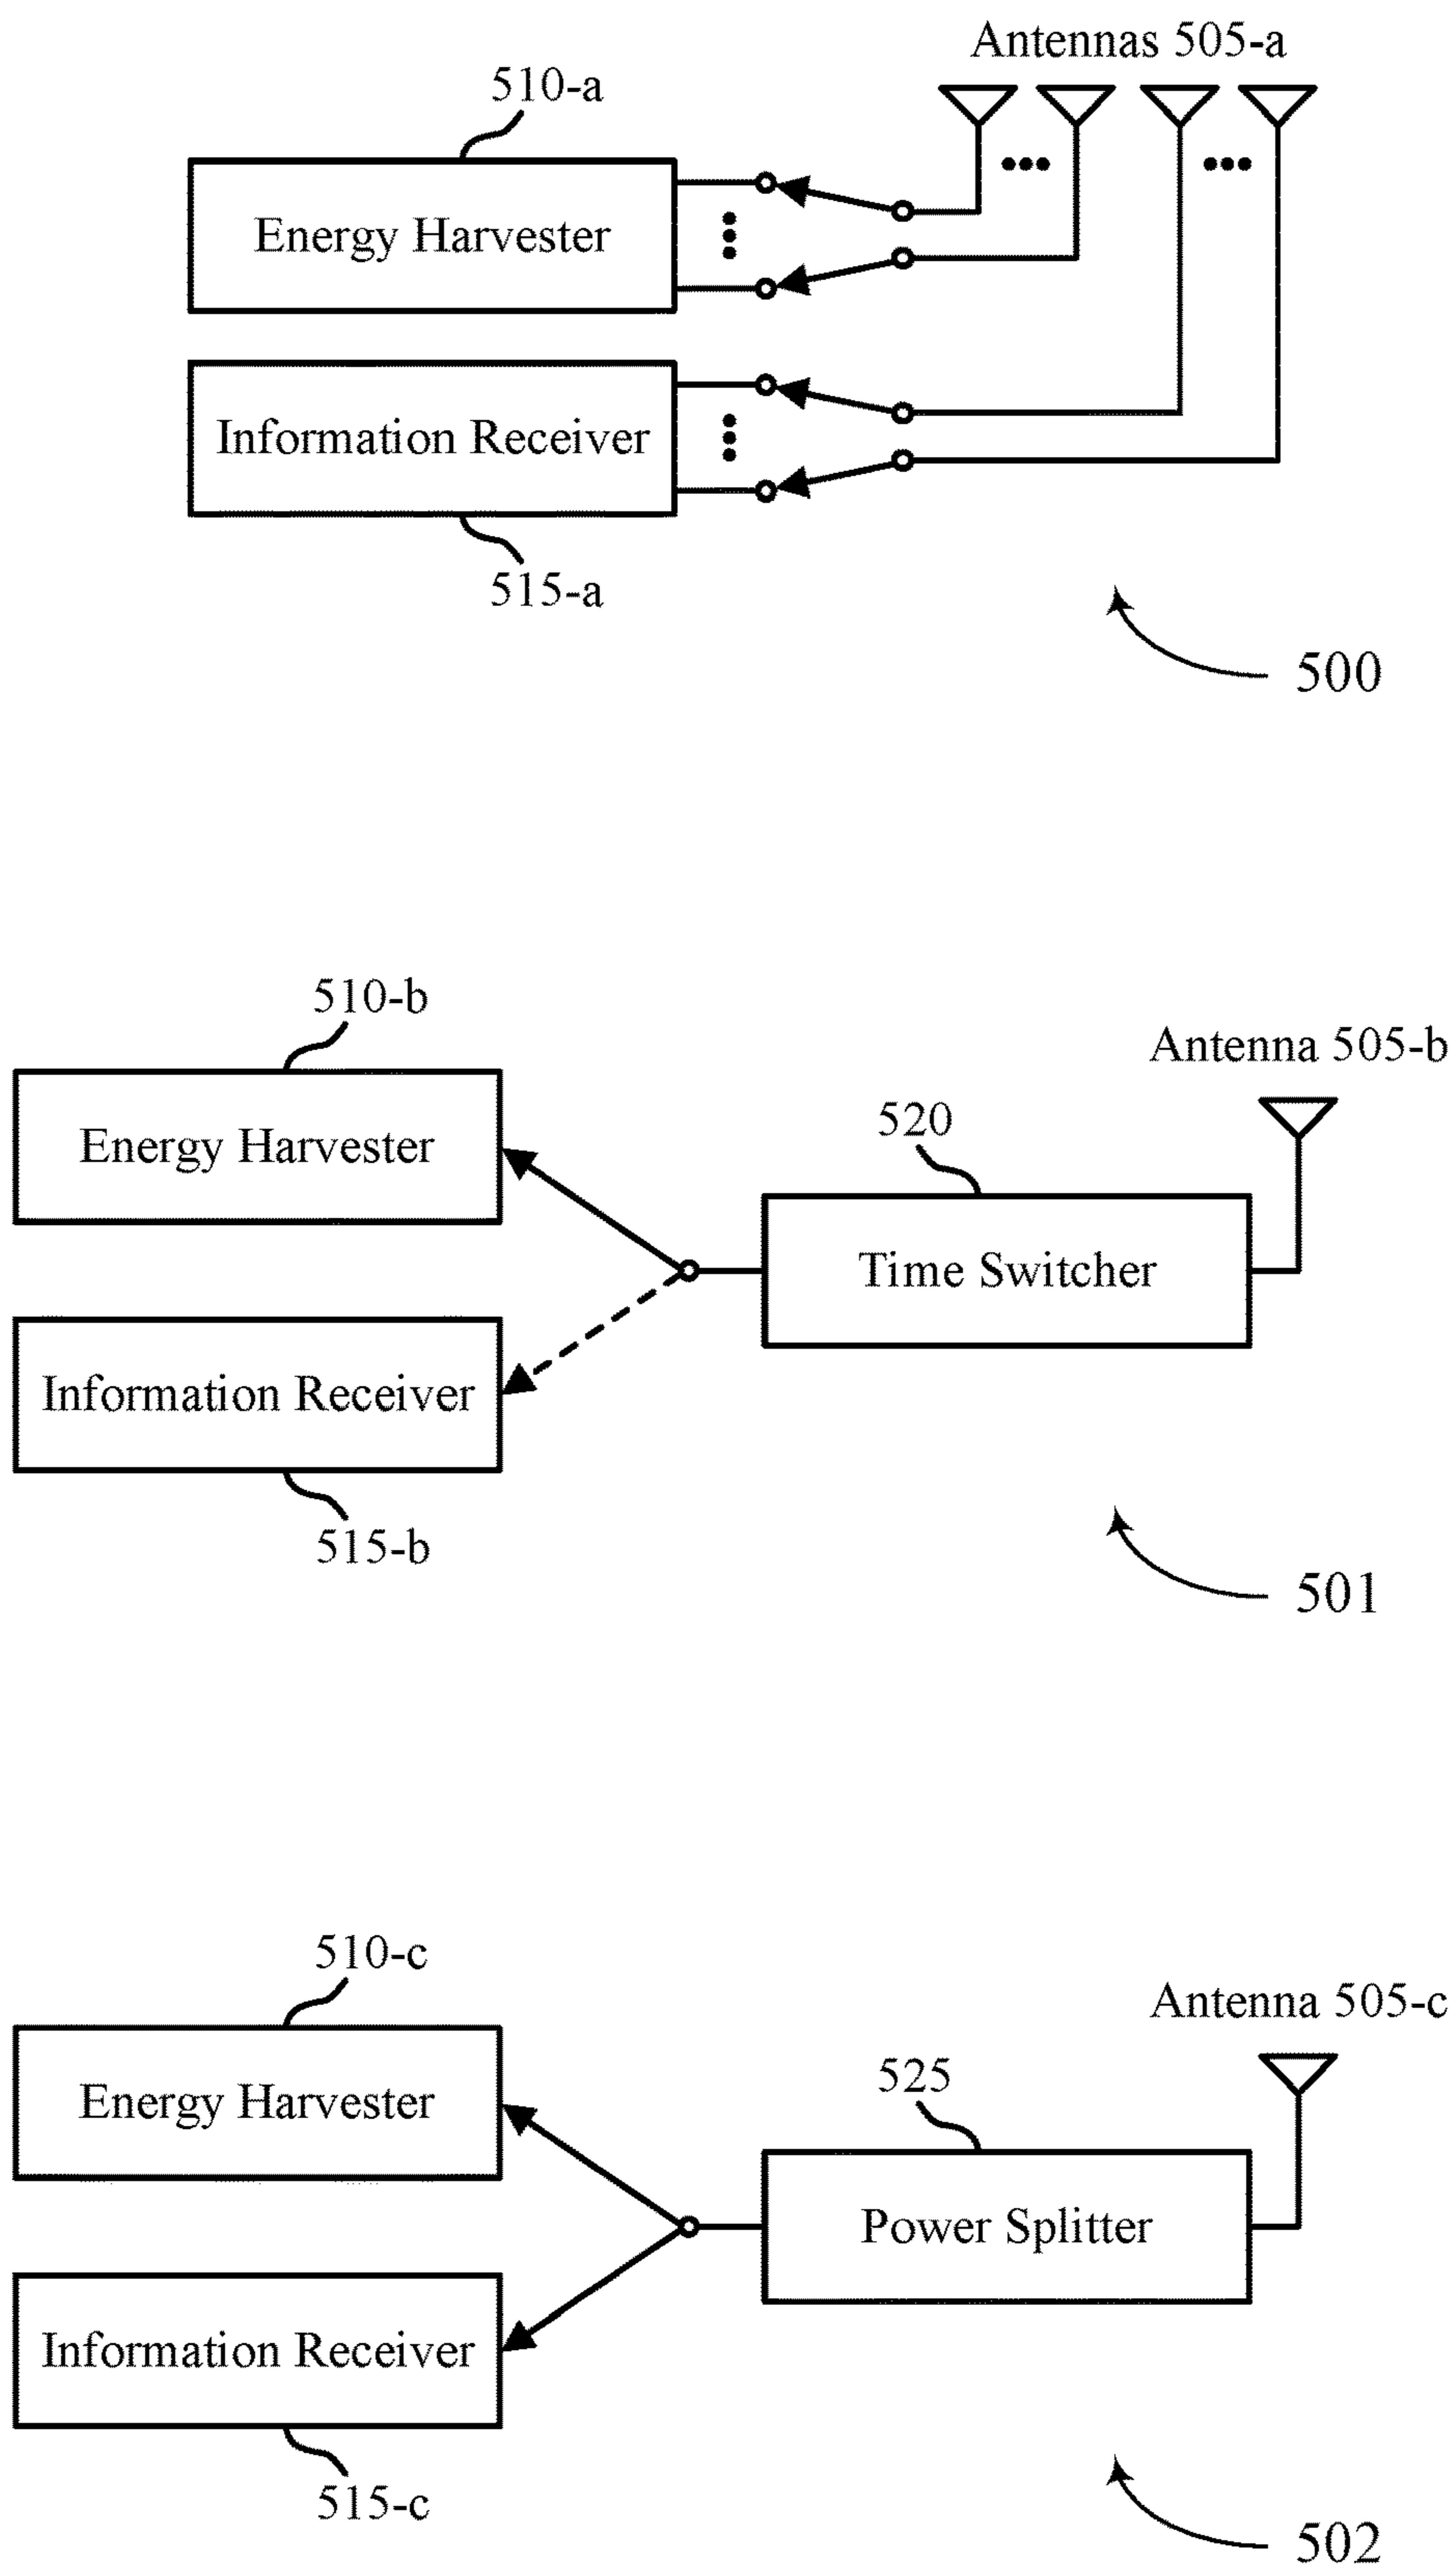 Antennas 505-a
510-a
Energy Harvester
Information Receiver
515-a
500
510-b
Antenna 505-b
520
Energy Harvester
Time Switcher
Information Receiver
515-b
501
510-c
Antenna 505-c
525
Energy Harvester
Power Splitter
Information Receiver
515-c
502